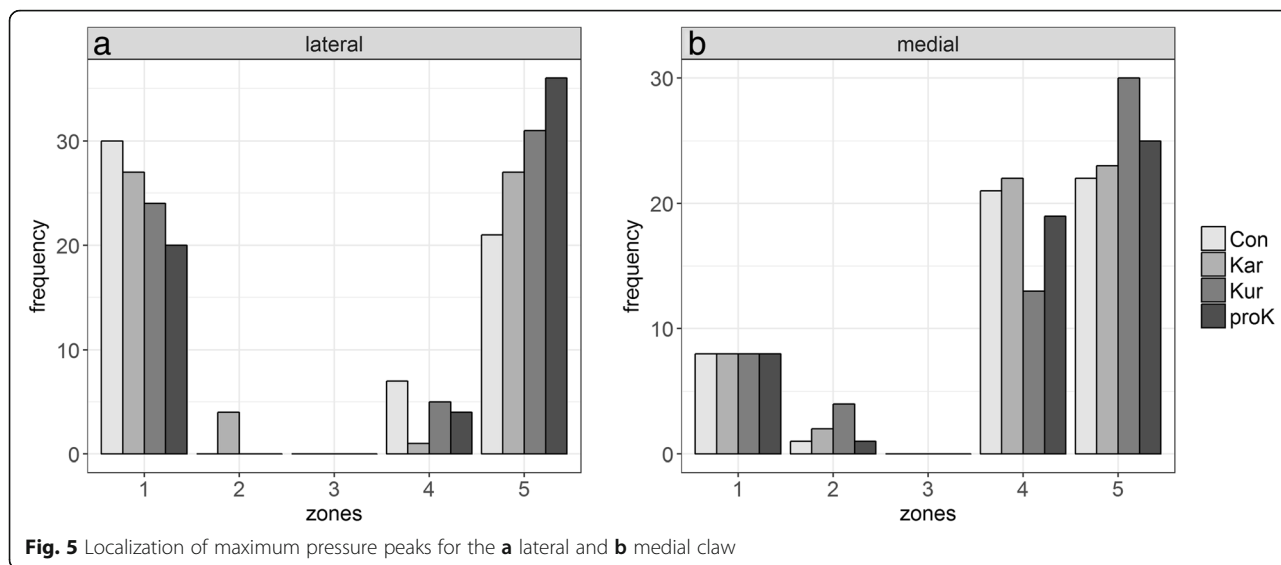 a
lateral
b
medial
30
20
10
0
frequency
1 2 3 4 5
zones
30
20
10
0
frequency
1 2 3 4 5
zones
Con
Kar
Kur
proK
Fig. 5 Localization of maximum pressure peaks for the a lateral and b medial claw